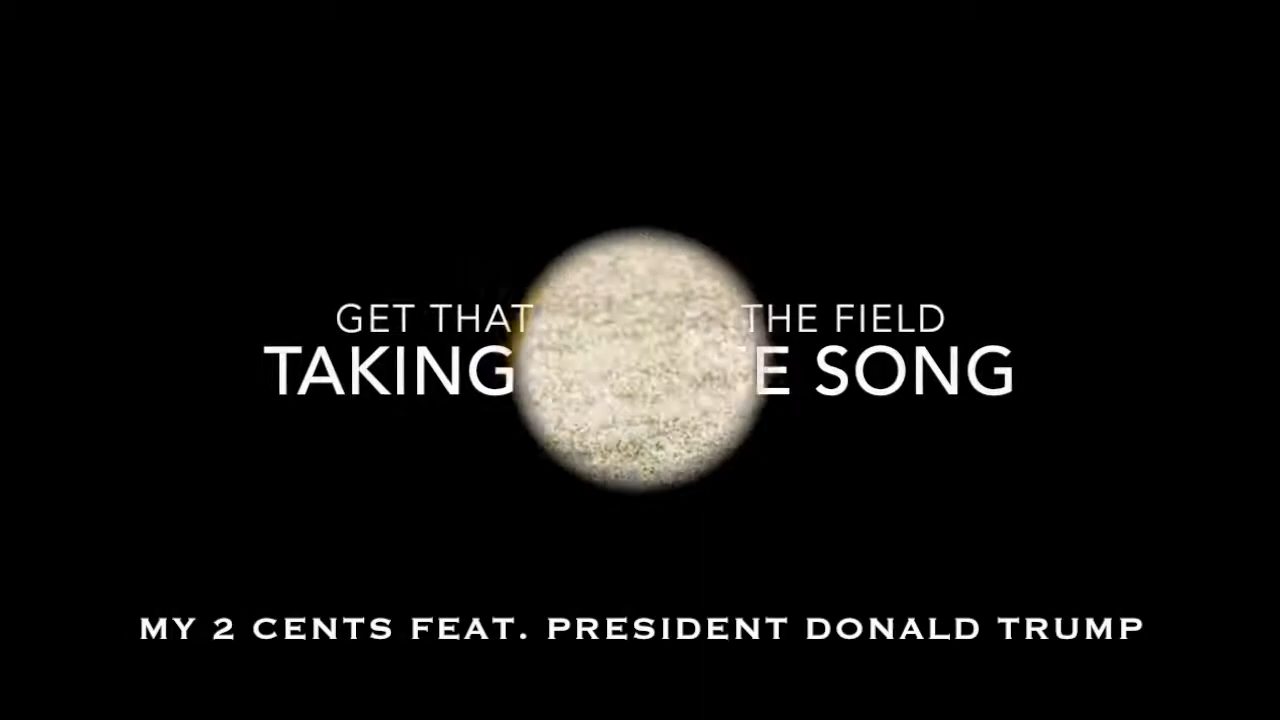 GET THAT THE FIELD
TAKING SONG
MY 2 CENTS FEAT. PRESIDENT DONALD TRUMP